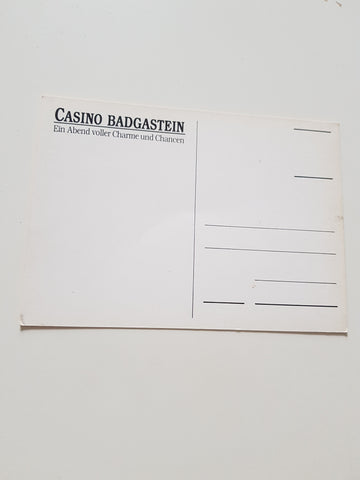 CASINO BADGASTEIN
Ein Abend voller Charme und Chancen